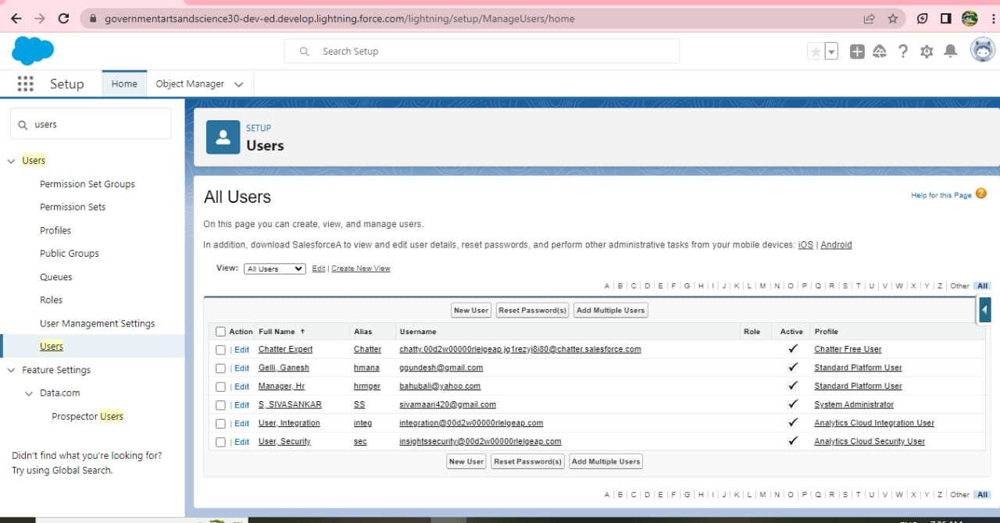 governmentartsandscience30-dev-ed.develop.lightning.force.com/lightning/setup/ManageUsers/home
Search Setup
Setup
Home
Object Manager
users
Users
Permission Set Groups
Permission Sets
Profiles
Public Groups
Queues
Roles
User Management Settings
Users
Feature Settings
Data.com
Prospector Users
Didn't find what you're looking for?
Try using Global Search.
SETUP
Users
All Users
Help for this Page ?
On this page you can create, view, and manage users.
In addition, download SalesforceA to view and edit user details, reset passwords, and perform other administrative tasks from your mobile devices: iOS | Android
View: All Users Edit | Create New View
A | B | C | D | E | F | G | H | I | J | K | L | M | N | O | P | Q | R | S | T | U | V | W | X | Y | Z | Other All
New User Reset Password(s) Add Multiple Users
Action Full Name ↑ Alias Username Role Active Profile
| Edit Chatter Expert Chatter chatty.00d2w00000rlelgeap.jg1rezyj8i80@chatter.salesforce.com ✓ Chatter Free User
| Edit Gelli, Ganesh hmana ggundesh@gmail.com ✓ Standard Platform User
| Edit Manager, Hr hrmger bahubali@yahoo.com ✓ Standard Platform User
| Edit S, SIVASANKAR SS sivamaari420@gmail.com ✓ System Administrator
| Edit User, Integration integ integration@00d2w00000rlelgeap.com ✓ Analytics Cloud Integration User
| Edit User, Security sec insightssecurity@00d2w00000rlelgeap.com ✓ Analytics Cloud Security User
New User Reset Password(s) Add Multiple Users
A | B | C | D | E | F | G | H | I | J | K | L | M | N | O | P | Q | R | S | T | U | V | W | X | Y | Z | Other All